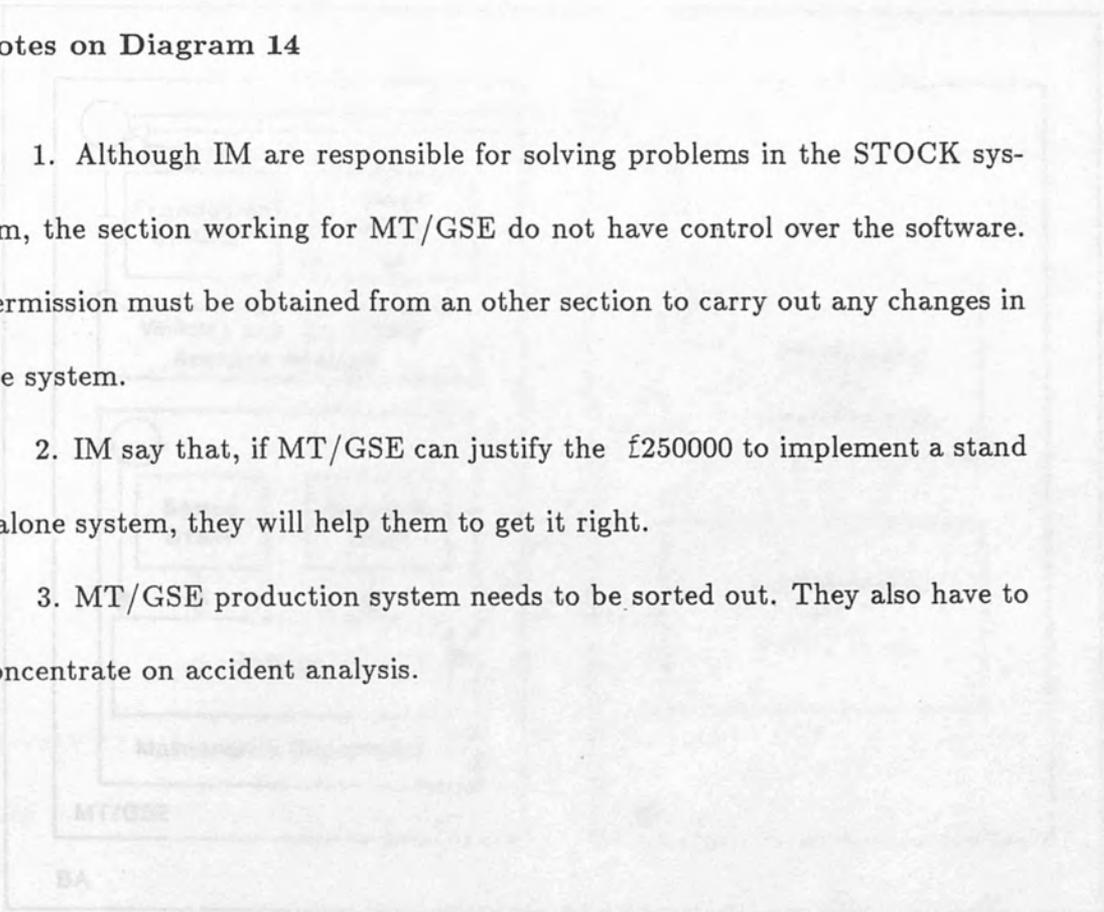 otes on Diagram 14
1. Although IM are responsible for solving problems in the STOCK sys-
m, the section working for MT/GSE do not have control over the software.
ermission must be obtained from an other section to carry out any changes in
e system.
2. IM say that, if MT/GSE can justify the £250000 to implement a stand
alone system, they will help them to get it right.
3. MT/GSE production system needs to be sorted out. They also have to
oncentrate on accident analysis.
MT/GSE
BA